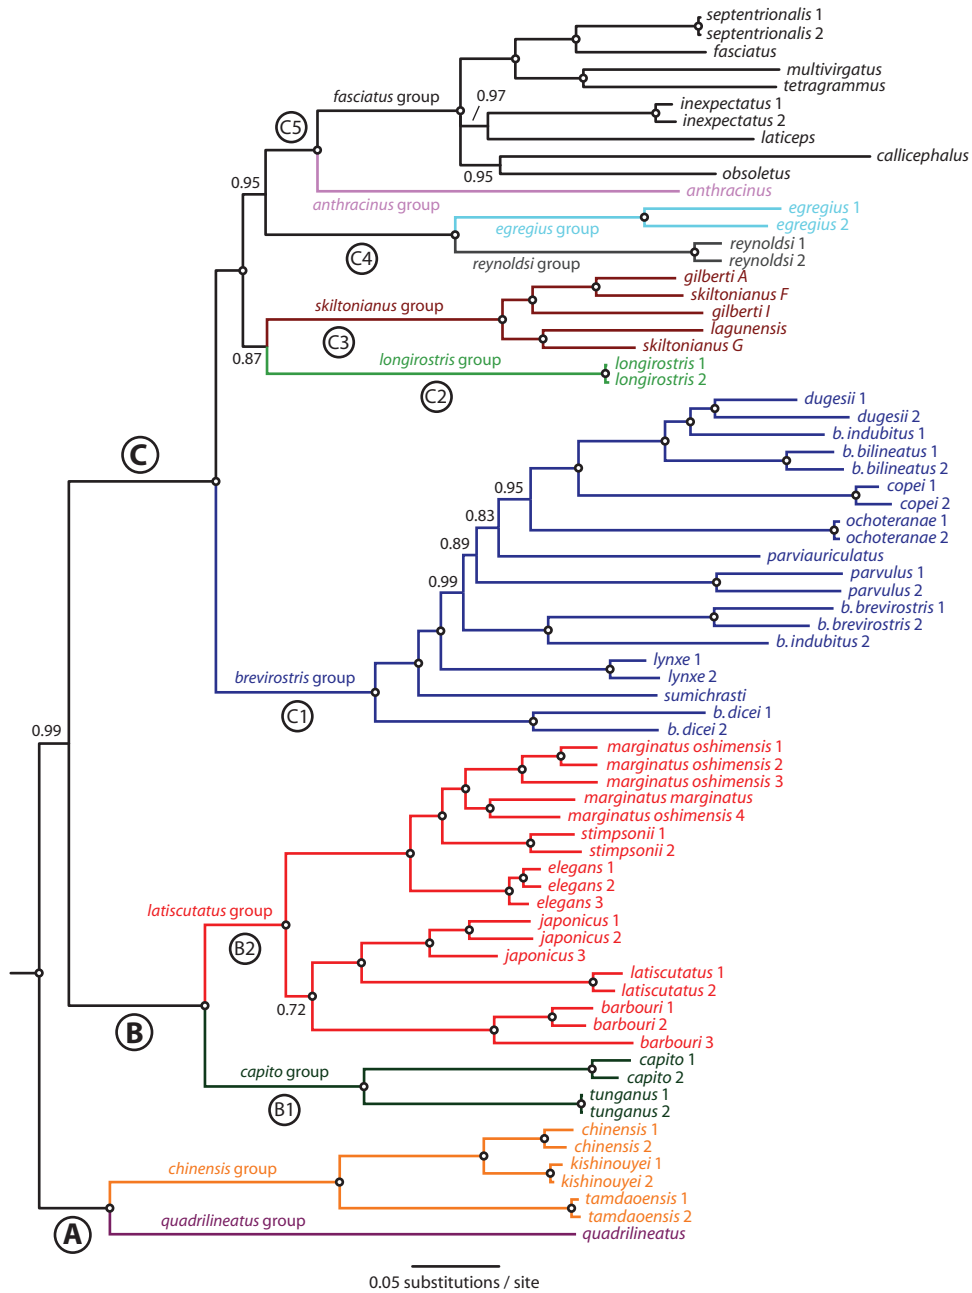 septentrionalis 1
septentrionalis 2
fasciatus
multivirgatus
tetragrammus
fasciatus group
0.97
inexpectatus 1
inexpectatus 2
C5
laticeps
callicephalus
0.95
obsoletus
0.95
anthracinus
anthracinus group
egregius 1
egregius 2
egregius group
C4
reynoldsi 1
reynoldsi 2
reynoldsi group
gilberti A
skiltonianus F
skiltonianus group
gilberti I
lagunensis
C3
skiltonianus G
0.87
longirostris group
longirostris 1
longirostris 2
C2
dugesii 1
dugesii 2
b. indubitus 1
C
b. bilineatus 1
b. bilineatus 2
copei 1
0.95
copei 2
0.83
ochoteranae 1
ochoteranae 2
0.89
parviauriculatus
0.99
parvulus 1
parvulus 2
b. brevirostris 1
b. brevirostris 2
b. indubitus 2
lynxe 1
brevirostris group
lynxe 2
sumichrasti
C1
b. dicei 1
b. dicei 2
0.99
marginatus oshimensis 1
marginatus oshimensis 2
marginatus oshimensis 3
marginatus marginatus
marginatus oshimensis 4
stimpsonii 1
stimpsonii 2
elegans 1
elegans 2
elegans 3
latiscutatus group
japonicus 1
japonicus 2
B2
japonicus 3
latiscutatus 1
latiscutatus 2
0.72
barbouri 1
barbouri 2
B
barbouri 3
capito 1
capito group
capito 2
tunganus 1
B1
tunganus 2
chinensis 1
chinensis 2
chinensis group
kishinouyei 1
kishinouyei 2
tamdaoensis 1
tamdaoensis 2
quadrilineatus group
A
quadrilineatus
0.05 substitutions / site